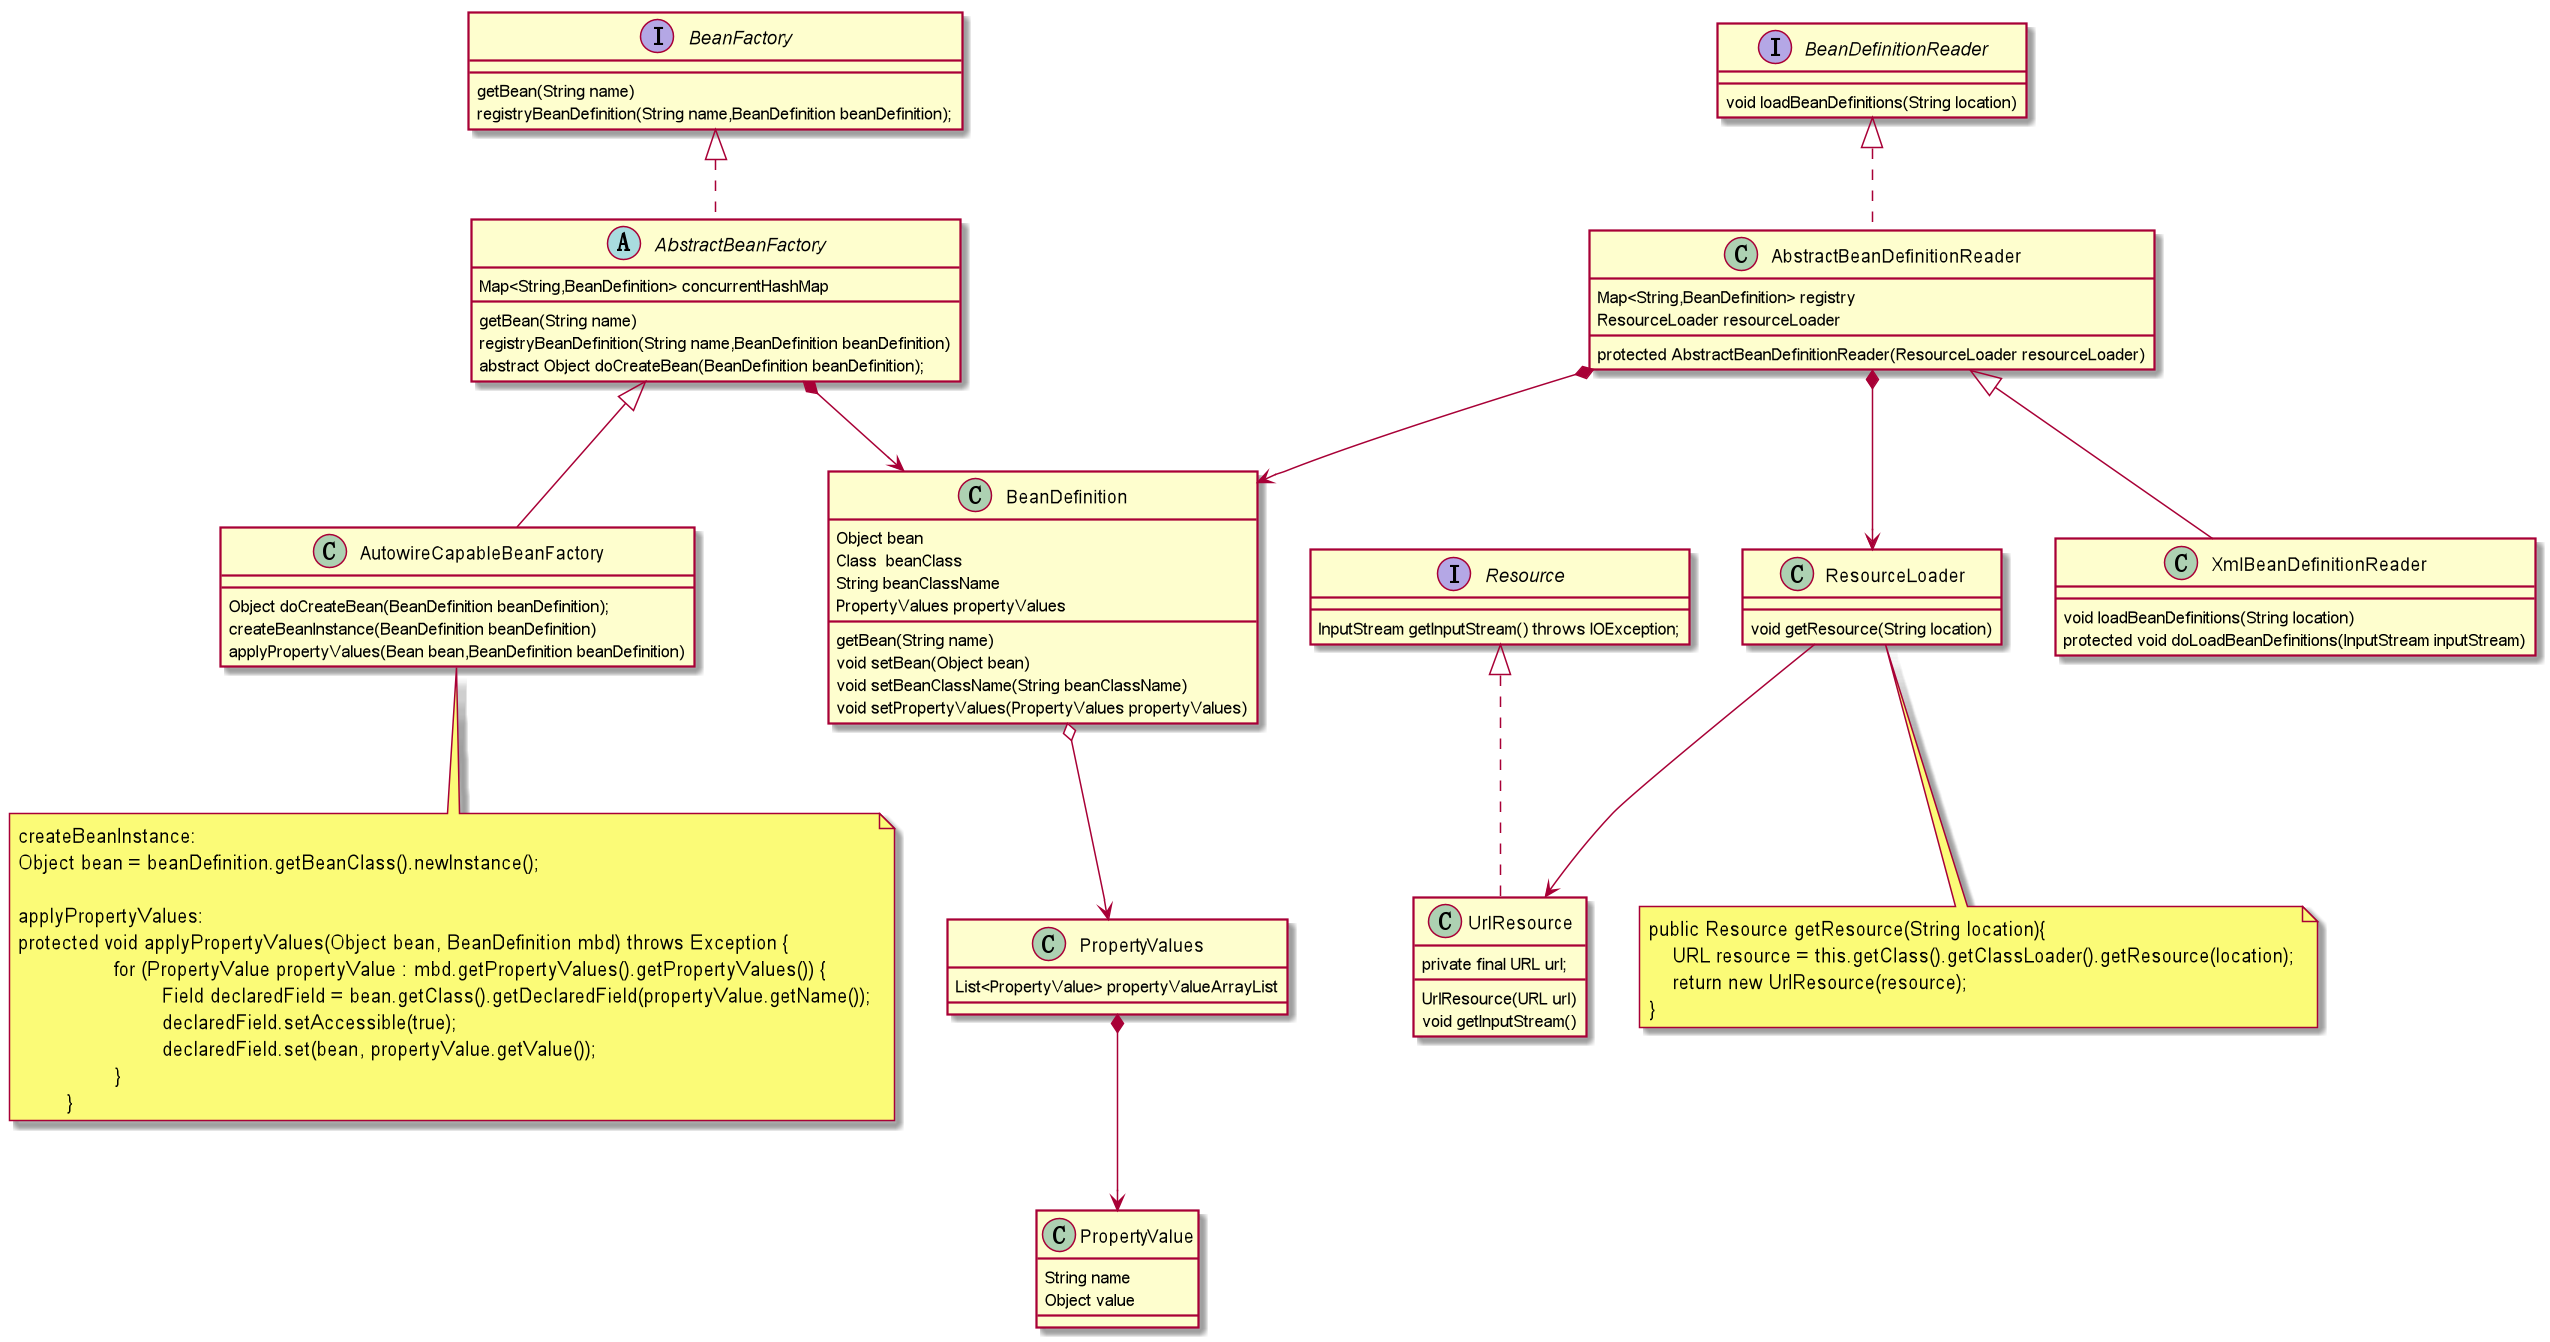 I BeanFactory
getBean(String name)
registryBeanDefinition(String name,BeanDefinition beanDefinition);
I BeanDefinitionReader
void loadBeanDefinitions(String location)
A AbstractBeanFactory
Map<String,BeanDefinition> concurrentHashMap
getBean(String name)
registryBeanDefinition(String name,BeanDefinition beanDefinition)
abstract Object doCreateBean(BeanDefinition beanDefinition);
C AbstractBeanDefinitionReader
Map<String,BeanDefinition> registry
ResourceLoader resourceLoader
protected AbstractBeanDefinitionReader(ResourceLoader resourceLoader)
C AutowireCapableBeanFactory
Object doCreateBean(BeanDefinition beanDefinition);
createBeanInstance(BeanDefinition beanDefinition)
applyPropertyValues(Bean bean,BeanDefinition beanDefinition)
C BeanDefinition
Object bean
Class  beanClass
String beanClassName
PropertyValues propertyValues
getBean(String name)
void setBean(Object bean)
void setBeanClassName(String beanClassName)
void setPropertyValues(PropertyValues propertyValues)
I Resource
InputStream getInputStream() throws IOException;
C ResourceLoader
void getResource(String location)
C XmlBeanDefinitionReader
void loadBeanDefinitions(String location)
protected void doLoadBeanDefinitions(InputStream inputStream)
createBeanInstance:
Object bean = beanDefinition.getBeanClass().newInstance();
applyPropertyValues:
protected void applyPropertyValues(Object bean, BeanDefinition mbd) throws Exception {
for (PropertyValue propertyValue : mbd.getPropertyValues().getPropertyValues()) {
Field declaredField = bean.getClass().getDeclaredField(propertyValue.getName());
declaredField.setAccessible(true);
declaredField.set(bean, propertyValue.getValue());
}
}
C PropertyValues
List<PropertyValue> propertyValueArrayList
C UrlResource
private final URL url;
UrlResource(URL url)
void getInputStream()
public Resource getResource(String location){
URL resource = this.getClass().getClassLoader().getResource(location);
return new UrlResource(resource);
}
C PropertyValue
String name
Object value